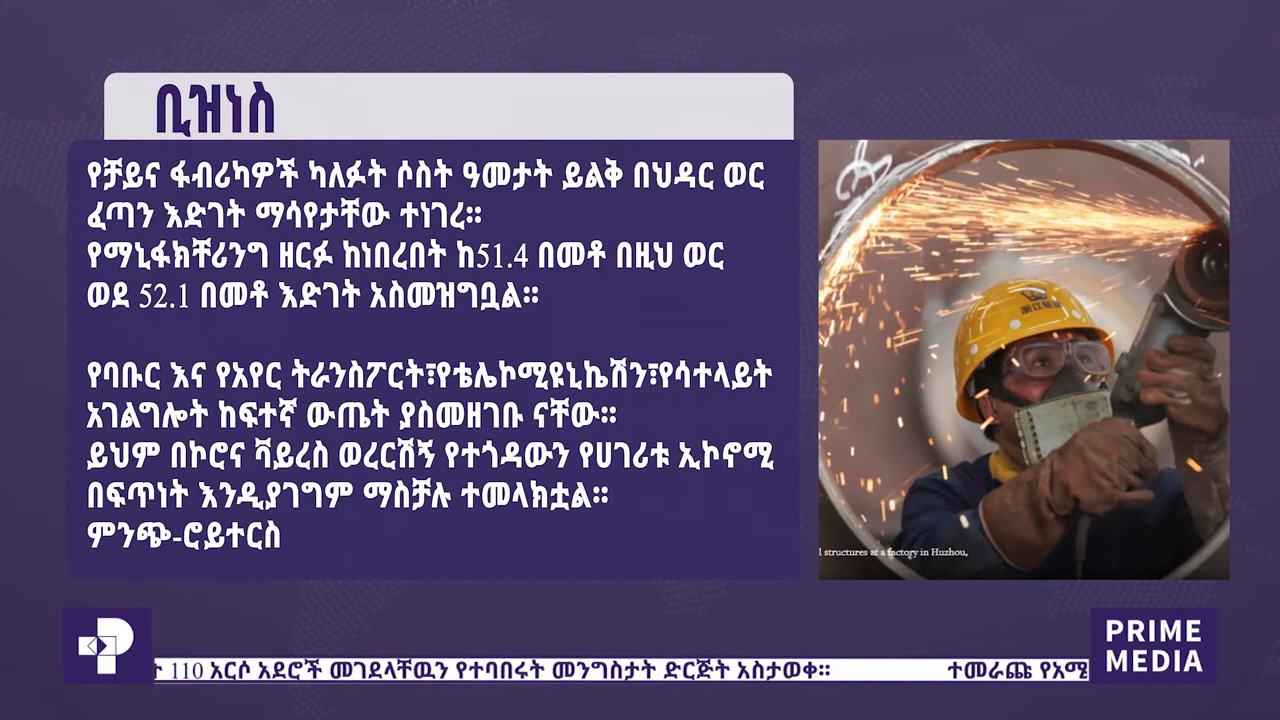 ቢዝነስ
የቻይና ፋብሪካዎች ካለፉት ሶስት ዓመታት ይልቅ በህዳር ወር
ፈጣን እድገት ማሳየታቸው ተነገረ።
የማኒፋክቸሪንግ ዘርፉ ከነበረበት ከ51.4 በመቶ በዚህ ወር
ወደ 52.1 በመቶ እድገት አስመዝግቧል።
የባቡር እና የአየር ትራንስፖርት፣የቴሌኮሚዩኒኬሽን፣የሳተላይት
አገልግሎት ከፍተኛ ውጤት ያስመዘገቡ ናቸው።
ይህም በኮሮና ቫይረስ ወረርሽኝ የተጎዳውን የሀገሪቱ ኢኮኖሚ
በፍጥነት እንዲያገግም ማስቻሉ ተመላክቷል።
ምንጭ-ሮይተርስ
l structures at a factory in Huzhou,
PRIME
MEDIA
110 አርሶ አደሮች መገደላቸዉን የተባበሩት መንግስታት ድርጅት አስታወቀ። ተመራጩ የአሜ